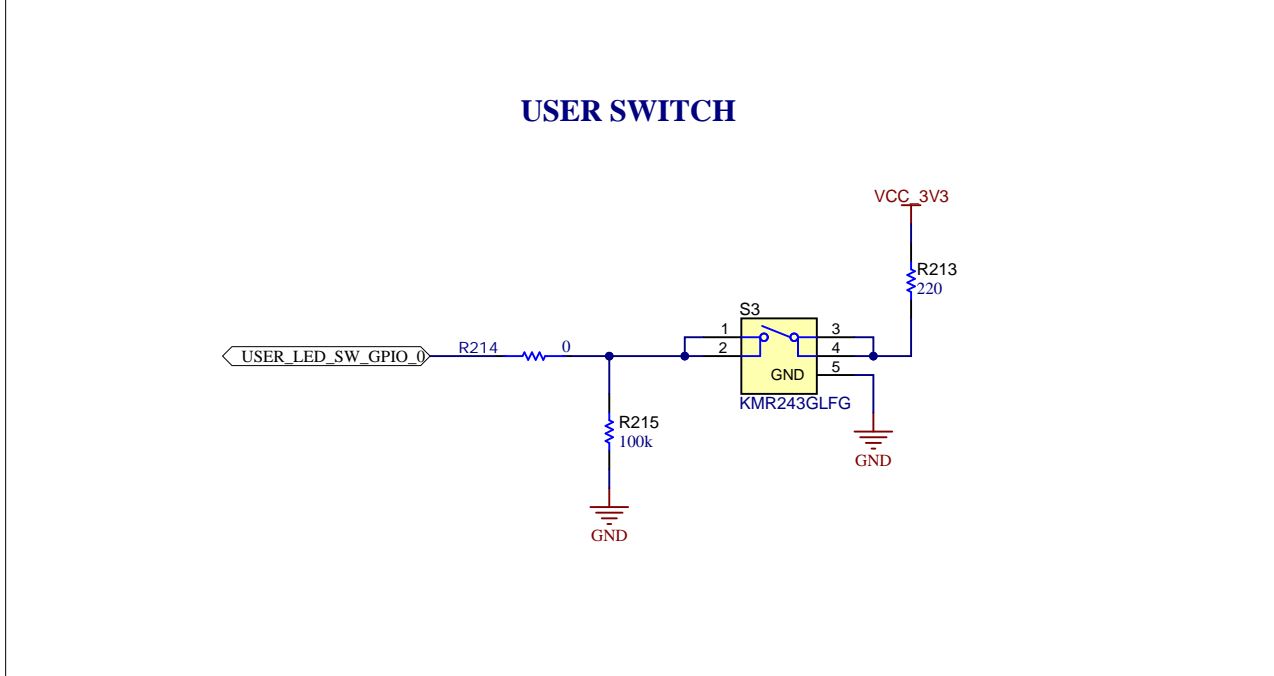 USER SWITCH
VCC_3V3
R213
220
S3
1
3
USER_LED_SW_GPIO_0
R214
0
2
4
GND
5
KMR243GLFG
R215
100k
GND
GND